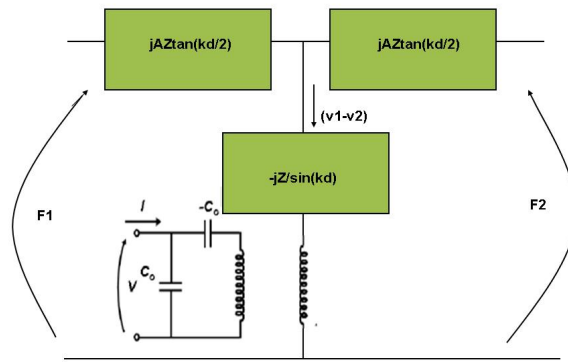 jAZtan(kd/2)
jAZtan(kd/2)
(v1-v2)
-jZ/sin(kd)
F1
F2
I
-Co
Co
V